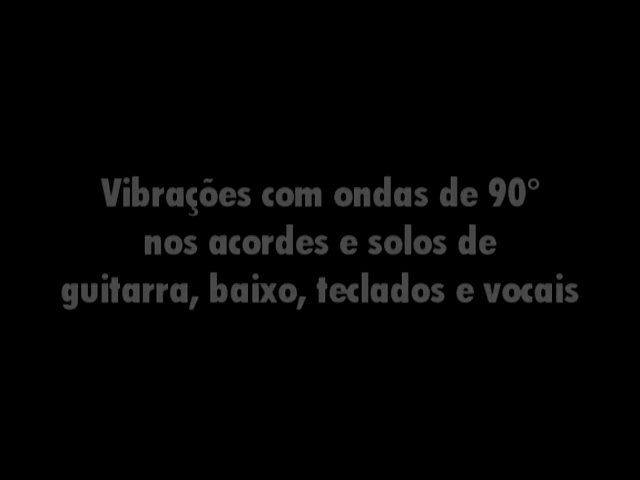 Vibrações com ondas de 90°
nos acordes e solos de
guitarra, baixo, teclados e vocais